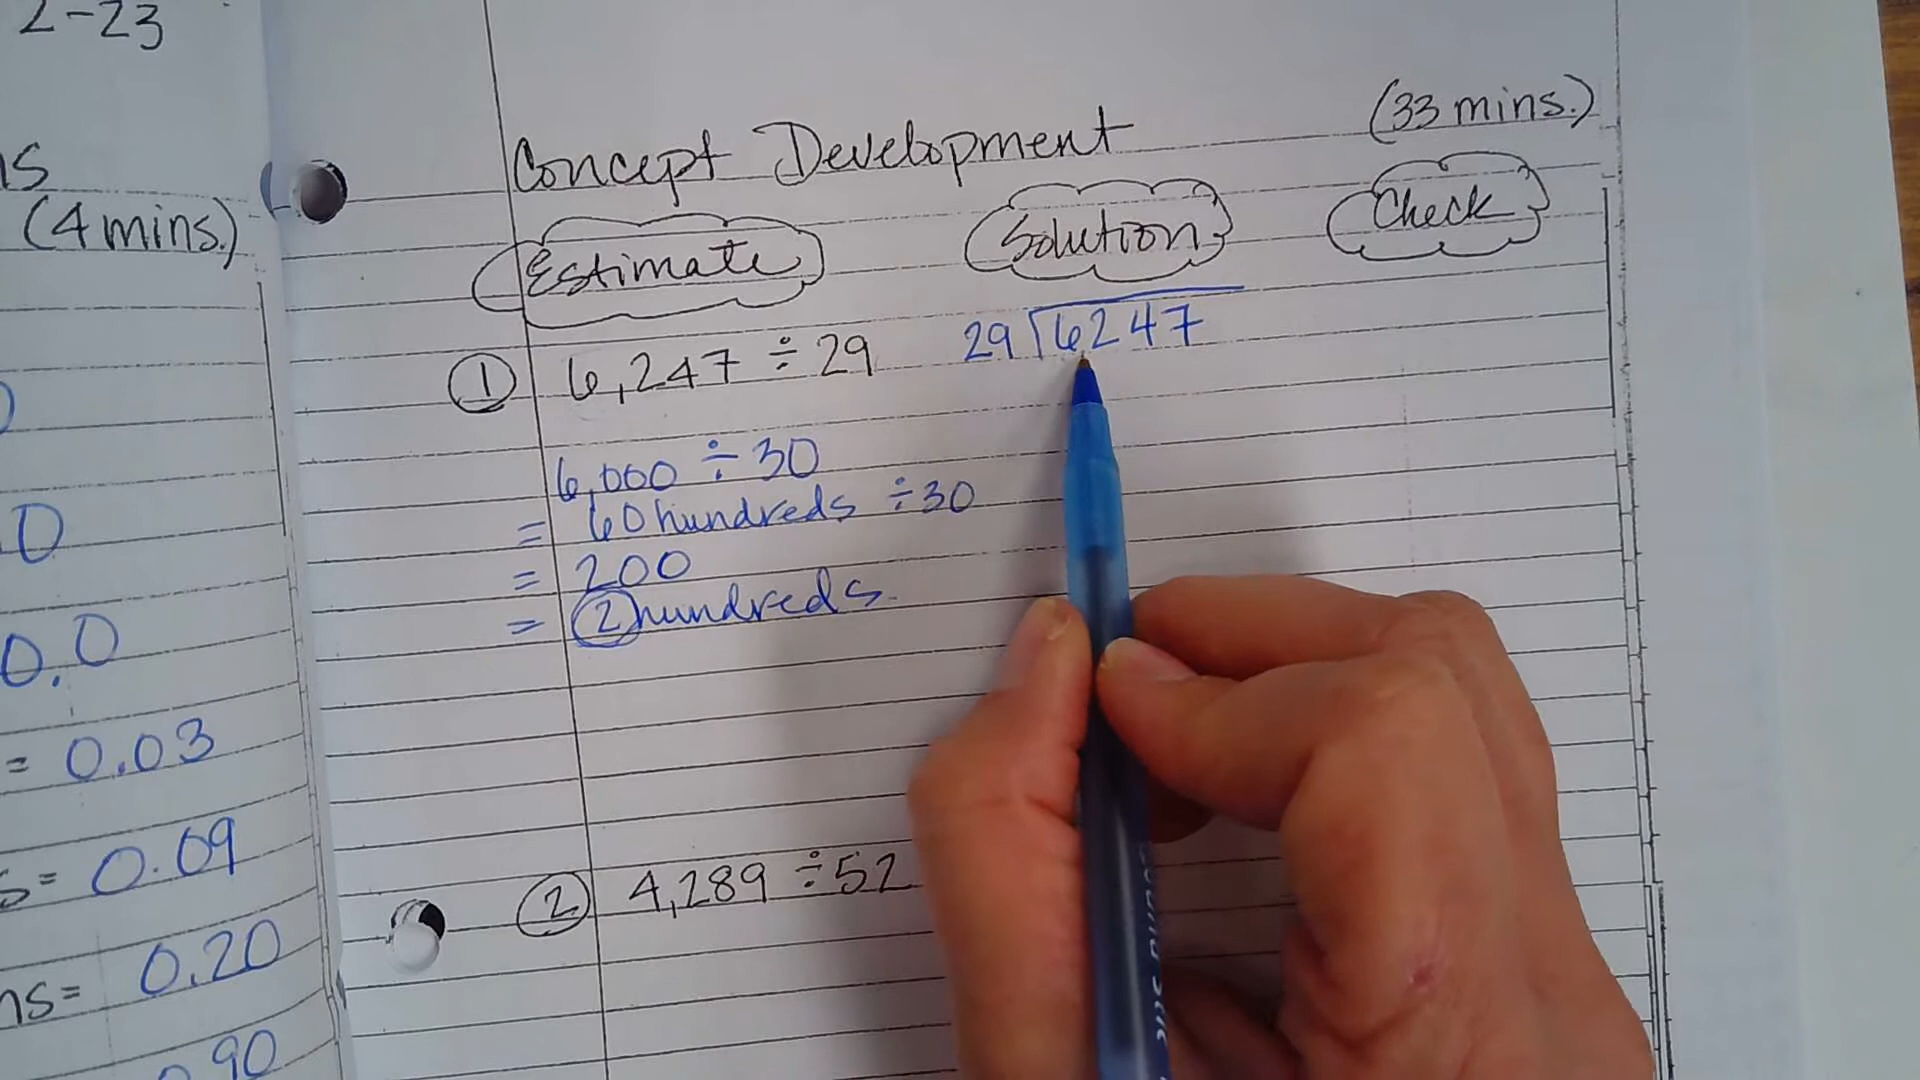 2-23
(4 mins.)
0
0.0
= 0.03
= 0.09
= 0.20
.90
Concept Development (33 mins.)
Estimate Solution Check
① 6,247 ÷ 29 29 6247
6,000 ÷ 30
= 60 hundreds ÷ 30
= 200
= ② hundreds.
② 4,289 ÷ 52